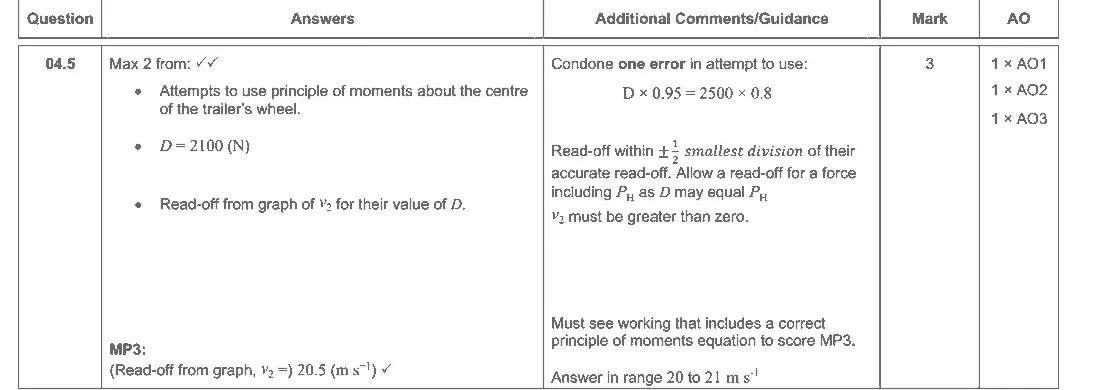 Question Answers Additional Comments/Guidance Mark AO
04.5 Max 2 from: ✓✓ Condone one error in attempt to use: 3 1 × AO1
• Attempts to use principle of moments about the centre of the trailer's wheel. D × 0.95 = 2500 × 0.8 1 × AO2
1 × AO3
• D = 2100 (N)
Read-off within ±1/2 smallest division of their
accurate read-off. Allow a read-off for a force
including P_H as D may equal P_H
• Read-off from graph of v₂ for their value of D.
v₂ must be greater than zero.
Must see working that includes a correct
principle of moments equation to score MP3.
MP3:
(Read-off from graph, v₂ =) 20.5 (m s⁻¹) ✓
Answer in range 20 to 21 m s⁻¹